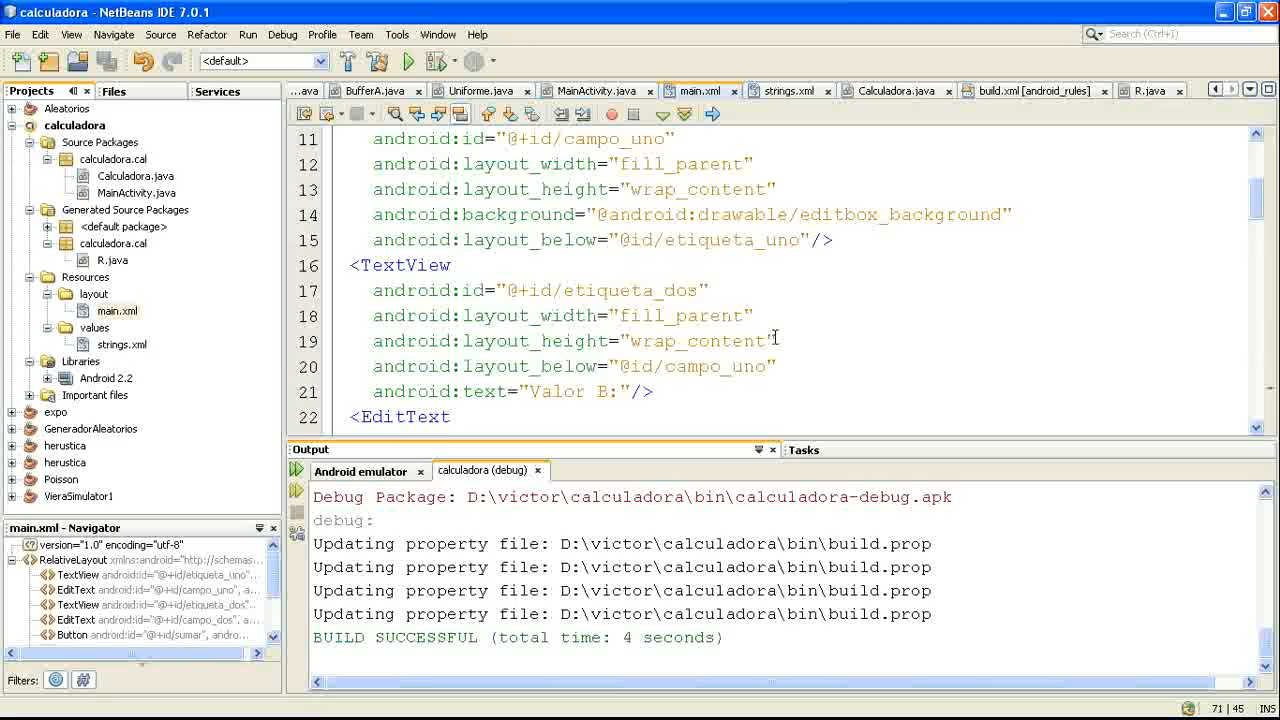 calculadora - NetBeans IDE 7.0.1
File Edit View Navigate Source Refactor Run Debug Profile Team Tools Window Help
Search (Ctrl+I)
<default>
Projects Files Services
Aleatorios
calculadora
Source Packages
calculadora.cal
Calculadora.java
MainActivity.java
Generated Source Packages
<default package>
calculadora.cal
R.java
Resources
layout
main.xml
values
strings.xml
Libraries
Android 2.2
Important files
expo
GeneradorAleatorios
herustica
herustica
Poisson
VieraSimulator1
main.xml - Navigator
version="1.0" encoding="utf-8"
RelativeLayout xmlns:android="http://schemas...
TextView android:id="@+id/etiqueta_uno"...
EditText android:id="@+id/campo_uno", a...
TextView android:id="@+id/etiqueta_dos"...
EditText android:id="@+id/campo_dos", a...
Button android:id="@+id/sumar", andro...
Filters:
...ava BufferA.java Uniforme.java MainActivity.java main.xml strings.xml Calculadora.java build.xml [android_rules] R.java
11 android:id="@+id/campo_uno"
12 android:layout_width="fill_parent"
13 android:layout_height="wrap_content"
14 android:background="@android:drawable/editbox_background"
15 android:layout_below="@id/etiqueta_uno"/>
16 <TextView
17 android:id="@+id/etiqueta_dos"
18 android:layout_width="fill_parent"
19 android:layout_height="wrap_content"
20 android:layout_below="@id/campo_uno"
21 android:text="Valor B:"/>
22 <EditText
Output Tasks
Android emulator calculadora (debug)
Debug Package: D:\victor\calculadora\bin\calculadora-debug.apk
debug:
Updating property file: D:\victor\calculadora\bin\build.prop
Updating property file: D:\victor\calculadora\bin\build.prop
Updating property file: D:\victor\calculadora\bin\build.prop
Updating property file: D:\victor\calculadora\bin\build.prop
BUILD SUCCESSFUL (total time: 4 seconds)
71 | 45 INS